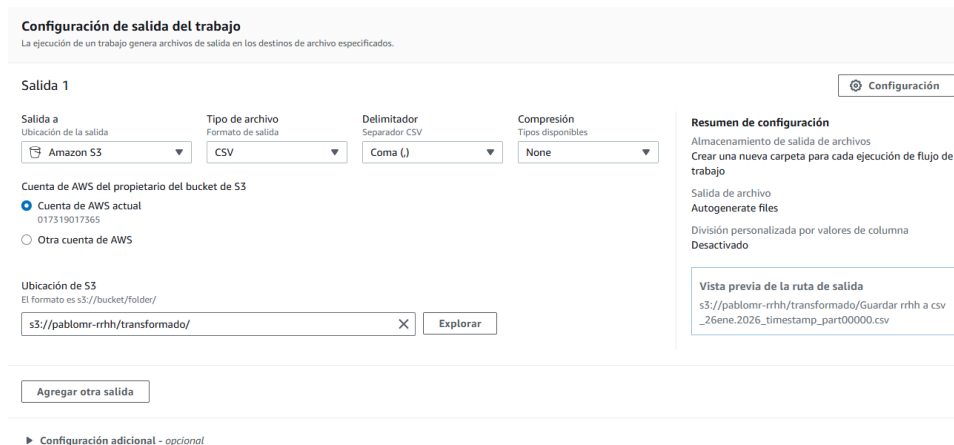 Configuración de salida del trabajo
La ejecución de un trabajo genera archivos de salida en los destinos de archivo especificados.
Salida 1
Configuración
Salida a
Ubicación de la salida
Amazon S3
Tipo de archivo
Formato de salida
CSV
Delimitador
Separador CSV
Coma (,)
Compresión
Tipos disponibles
None
Cuenta de AWS del propietario del bucket de S3
Cuenta de AWS actual
017319017365
Otra cuenta de AWS
Ubicación de S3
El formato es s3://bucket/folder/
s3://pablomr-rrhh/transformado/
Explorar
Resumen de configuración
Almacenamiento de salida de archivos
Crear una nueva carpeta para cada ejecución de flujo de
trabajo
Salida de archivo
Autogenerate files
División personalizada por valores de columna
Desactivado
Vista previa de la ruta de salida
s3://pablomr-rrhh/transformado/Guardar rrhh a csv
_26ene.2026_timestamp_part00000.csv
Agregar otra salida
Configuración adicional - opcional